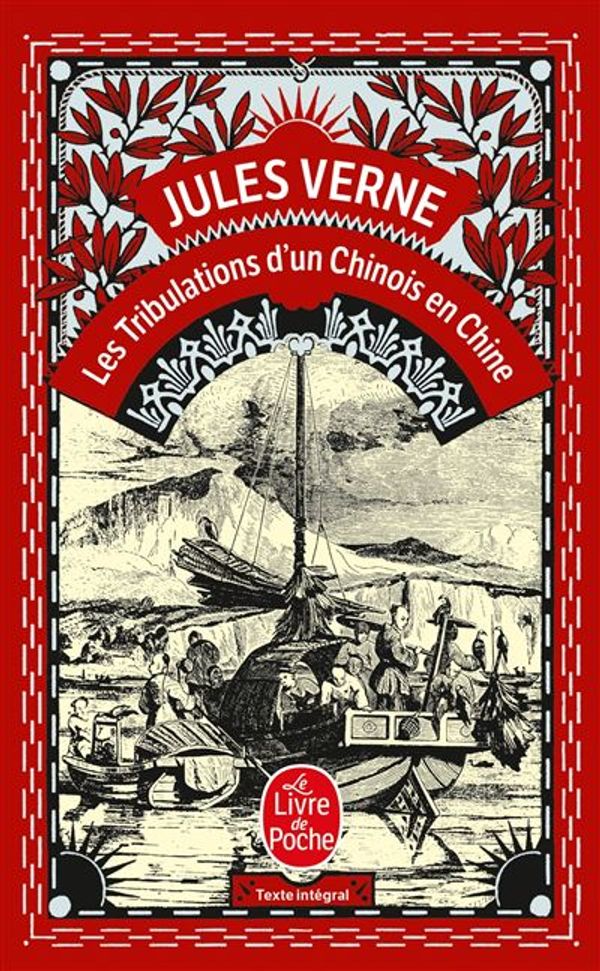 JULES VERNE
Les Tribulations d'un Chinois en Chine
Le
Livre
de
Poche
Texte intégral